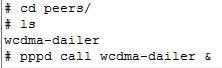 # cd peers/
# ls
wcdma-dailer
# pppd call wcdma-dailer &